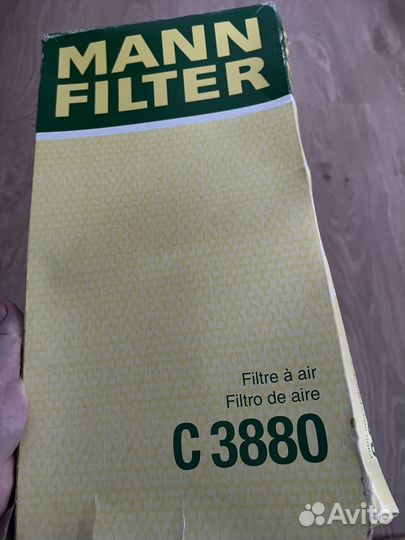 MANN
FILTER
Filtre à air
Filtro de aire
C 3880
Avito